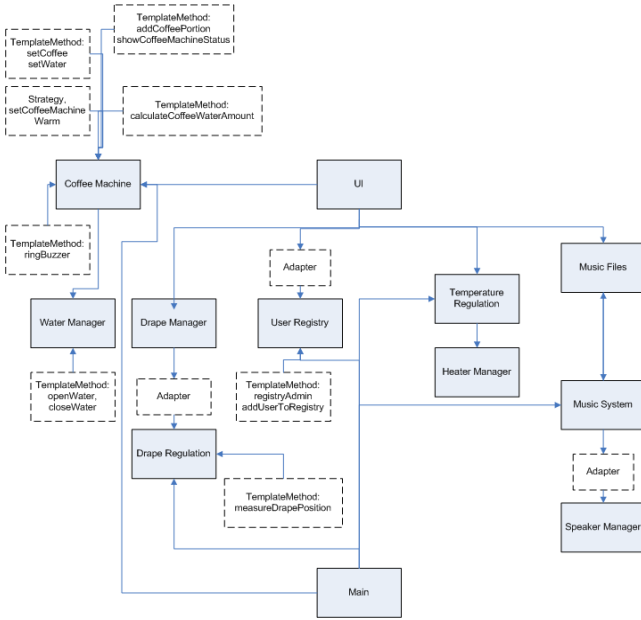 TemplateMethod:
addCoffeePortion
showCoffeeMachineStatus
TemplateMethod:
setCoffee
setWater
Strategy,
setCoffeeMachine
Warm
TemplateMethod:
calculateCoffeeWaterAmount
Coffee Machine
UI
TemplateMethod:
ringBuzzer
Adapter
Music Files
Temperature
Regulation
Water Manager
Drape Manager
User Registry
Heater Manager
TemplateMethod:
openWater,
closeWater
Adapter
TemplateMethod:
registryAdmin
addUserToRegistry
Music System
Drape Regulation
Adapter
TemplateMethod:
measureDrapePosition
Speaker Manager
Main